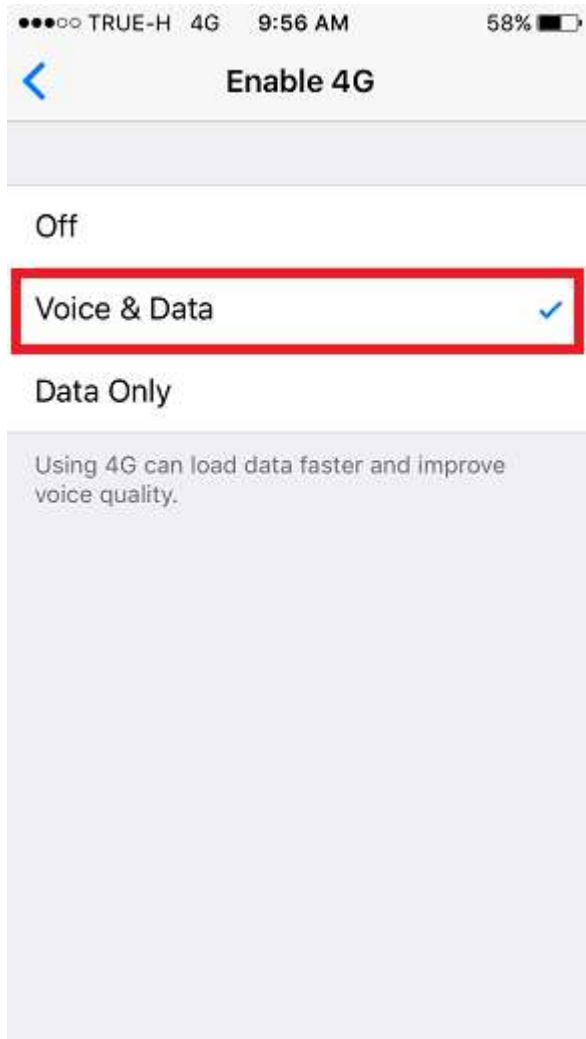 TRUE-H 4G 9:56 AM 58%
Enable 4G
Off
Voice & Data
Data Only
Using 4G can load data faster and improve
voice quality.